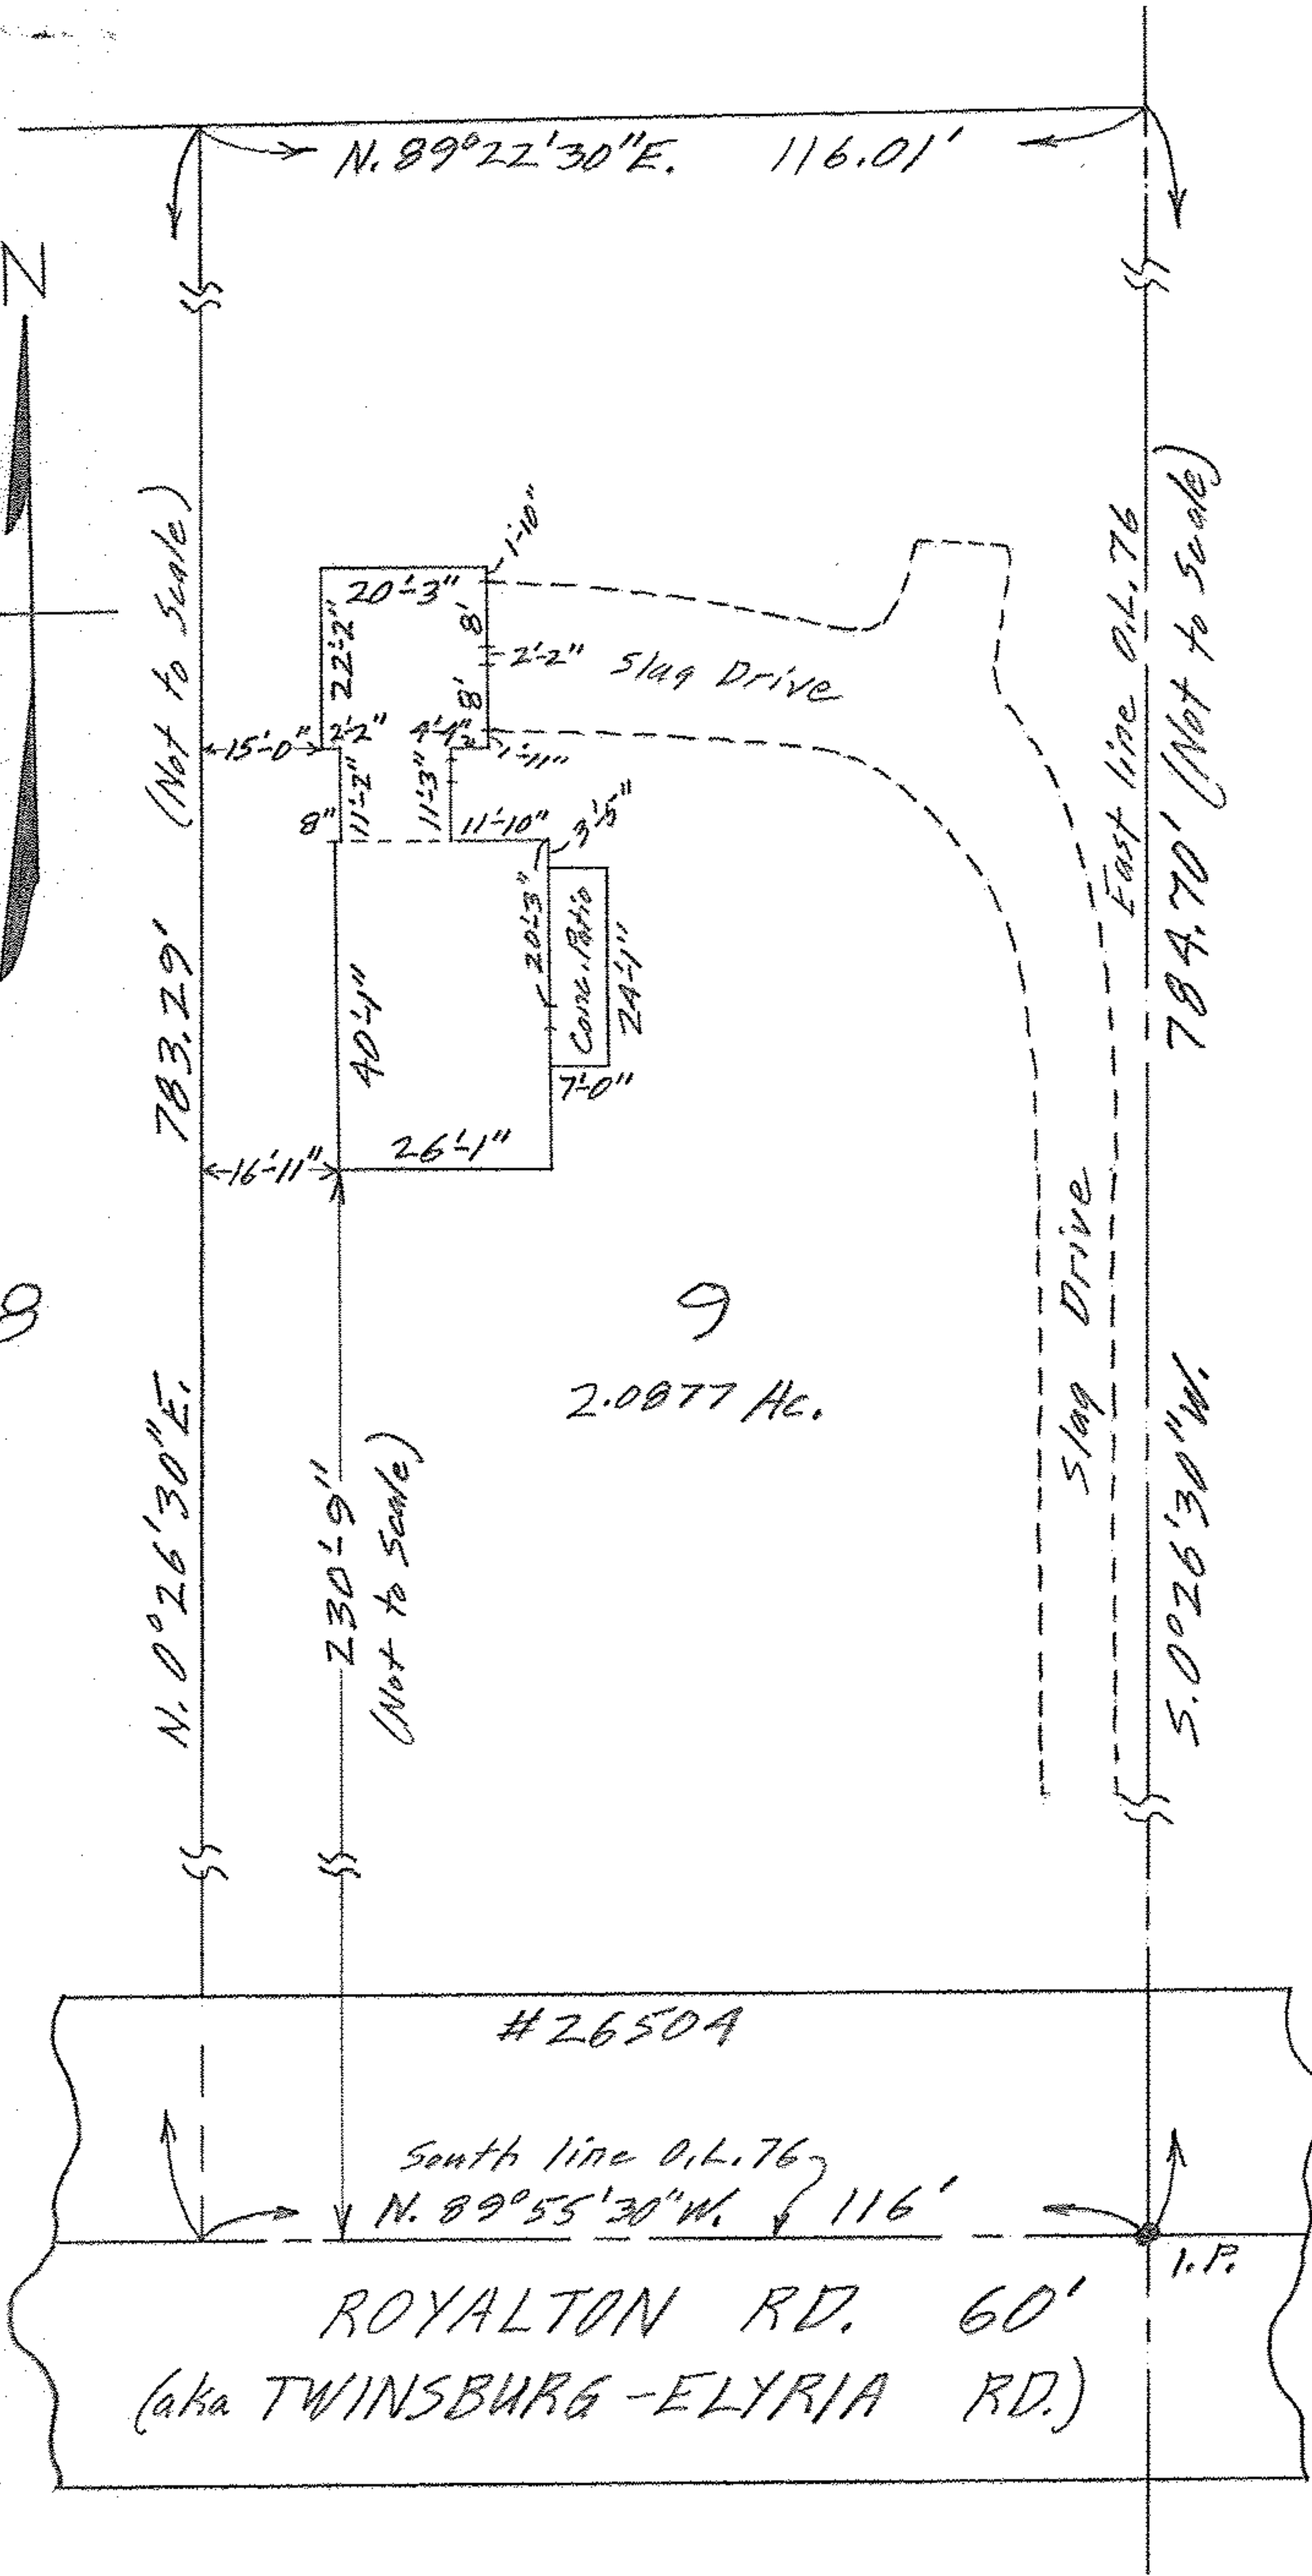 N. 89°22'30"E. 116.01'
N
(Not to Scale)
783.29'
N. 0°26'30"E.
8
20'-3"
1'-10"
22'-2"
8'
2'-2"
8'
Slag Drive
15'-0"
2'-2"
4'-4"
1'-11"
8"
11'-2"
11'-3"
11'-10"
3'-5"
20'-3"
Conc. Patio
24'-1"
40'-1"
7'-0"
16'-11"
26'-1"
East line O.L. 76
784.70' (Not to Scale)
S. 0°26'30"W.
Slag Drive
9
2.0877 Ac.
230'-9"
(Not to Scale)
#26504
South line O.L. 76
N. 89°55'30"W. 116'
I.P.
ROYALTON RD. 60'
(aka TWINSBURG-ELYRIA RD.)